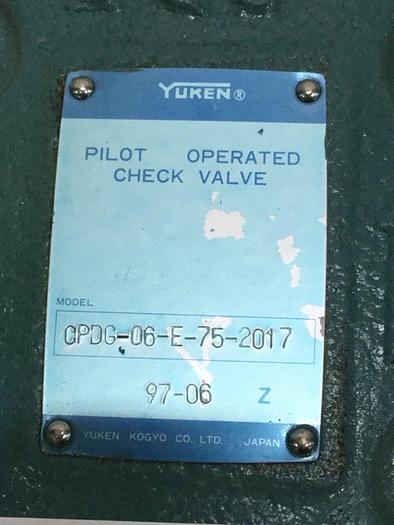 YUKEN®
PILOT OPERATED
CHECK VALVE
MODEL
CPDG-06-E-75-2017
97-06 Z
YUKEN KOGYO CO. LTD. JAPAN